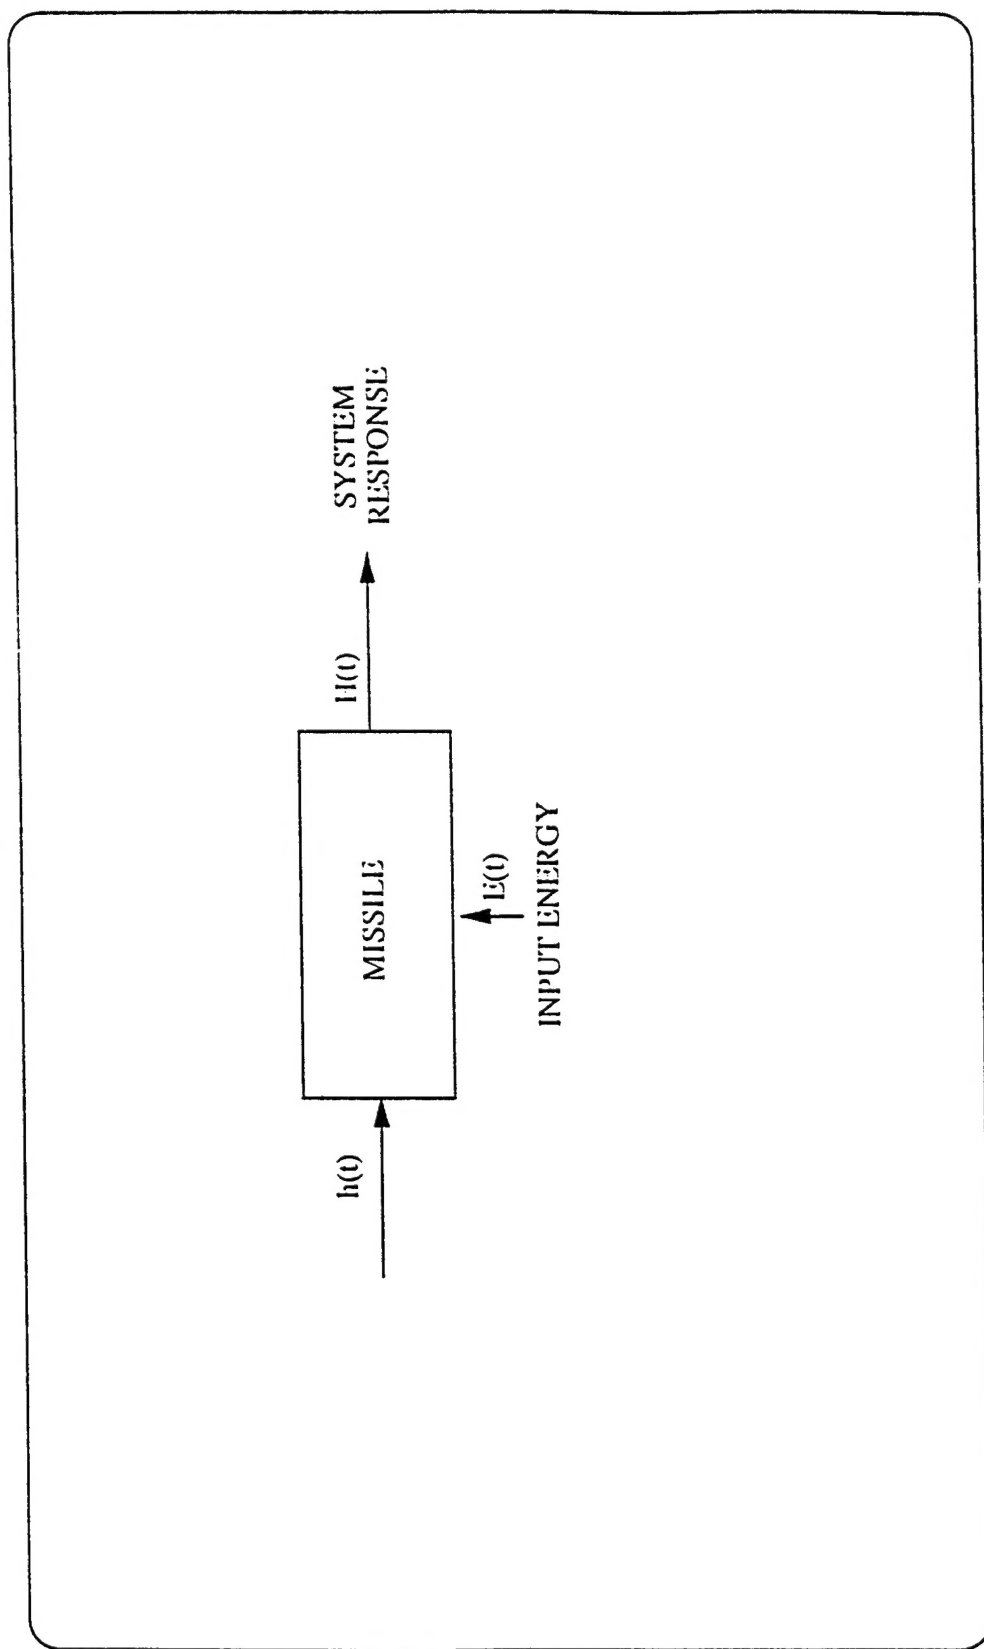 h(t)
MISSILE
H(t)
SYSTEM
RESPONSE
E(t)
INPUT ENERGY